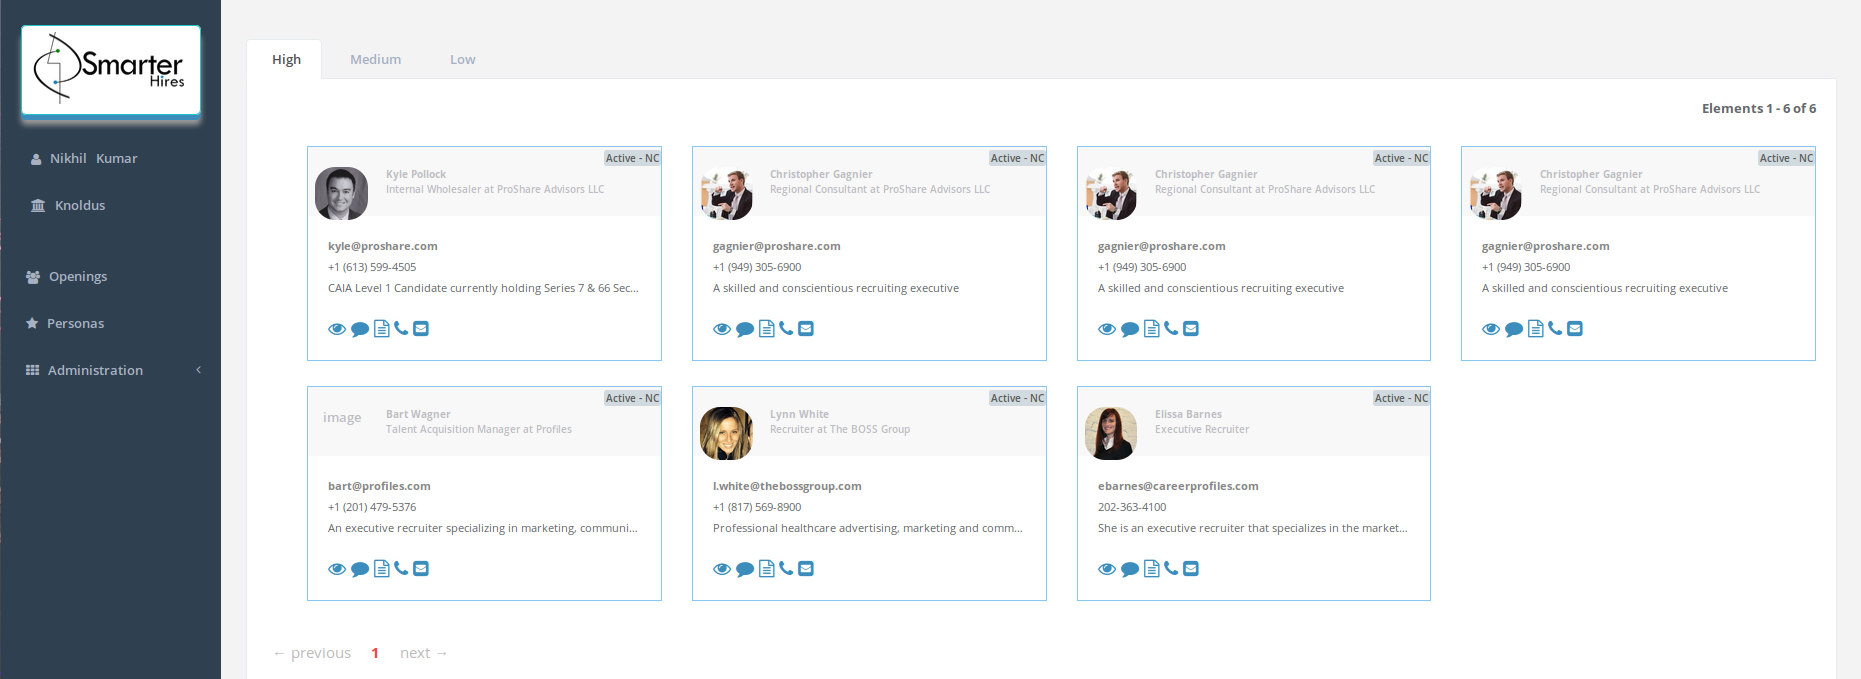 Smarter
Hires
Nikhil Kumar
Knoldus
Openings
Personas
Administration
High Medium Low
Elements 1 - 6 of 6
Active - NC
Kyle Pollock
Internal Wholesaler at ProShare Advisors LLC
kyle@proshare.com
+1 (613) 599-4505
CAIA Level 1 Candidate currently holding Series 7 & 66 Sec...
Active - NC
Christopher Gagnier
Regional Consultant at ProShare Advisors LLC
gagnier@proshare.com
+1 (949) 305-6900
A skilled and conscientious recruiting executive
Active - NC
Christopher Gagnier
Regional Consultant at ProShare Advisors LLC
gagnier@proshare.com
+1 (949) 305-6900
A skilled and conscientious recruiting executive
Active - NC
Christopher Gagnier
Regional Consultant at ProShare Advisors LLC
gagnier@proshare.com
+1 (949) 305-6900
A skilled and conscientious recruiting executive
Active - NC
image
Bart Wagner
Talent Acquisition Manager at Profiles
bart@profiles.com
+1 (201) 479-5376
An executive recruiter specializing in marketing, communi...
Active - NC
Lynn White
Recruiter at The BOSS Group
l.white@thebossgroup.com
+1 (817) 569-8900
Professional healthcare advertising, marketing and comm...
Active - NC
Elissa Barnes
Executive Recruiter
ebarnes@careerprofiles.com
202-363-4100
She is an executive recruiter that specializes in the market...
← previous 1 next →